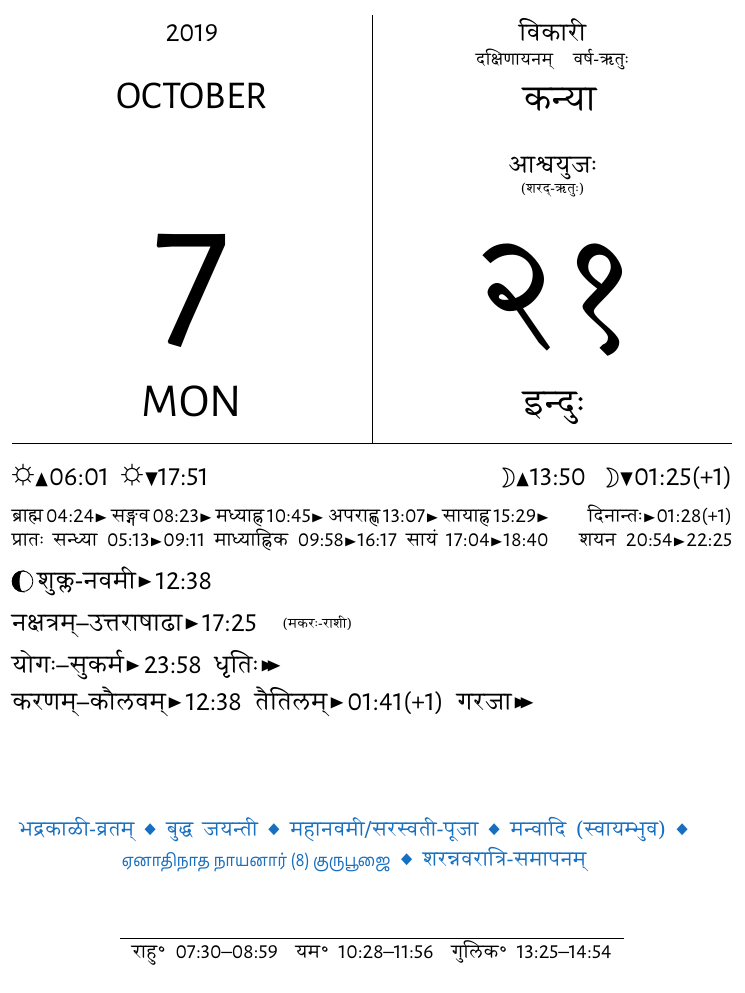 2019
OCTOBER
7
MON
विकारी
दक्षिणायनम् वर्ष-ऋतुः
कन्या
आश्वयुजः
(शरद्-ऋतुः)
२१
इन्दुः
☼▲06:01 ☼▼17:51 ☽▲13:50 ☽▼01:25(+1)
ब्राह्म 04:24► सङ्गव 08:23► मध्याह्न 10:45► अपराह्ण 13:07► सायाह्न 15:29► दिनान्तः►01:28(+1)
प्रातः सन्ध्या 05:13►09:11 माध्याह्निक 09:58►16:17 सायं 17:04►18:40 शयन 20:54►22:25
शुक्ल-नवमी►12:38
नक्षत्रम्–उत्तराषाढा►17:25 (मकरः-राशी)
योगः–सुकर्म►23:58 धृतिः►►
करणम्–कौलवम्►12:38 तैतिलम्►01:41(+1) गरजा►►
भद्रकाळी-व्रतम् ◆ बुद्ध जयन्ती ◆ महानवमी/सरस्वती-पूजा ◆ मन्वादि (स्वायम्भुव) ◆
ஏனாதிநாத நாயனார் (8) குருபூஜை ◆ शरन्नवरात्रि-समापनम्
राहु° 07:30–08:59 यम° 10:28–11:56 गुलिक° 13:25–14:54